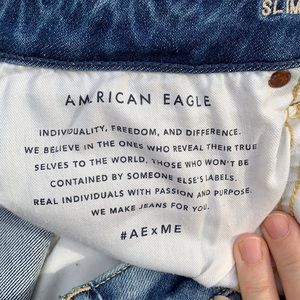 SLIM
AMERICAN EAGLE
INDIVIDUALITY, FREEDOM, AND DIFFERENCE.
WE BELIEVE IN THE ONES WHO REVEAL THEIR TRUE
SELVES TO THE WORLD. THOSE WHO WON'T BE
CONTAINED BY SOMEONE ELSE'S LABELS.
REAL INDIVIDUALS WITH PASSION AND PURPOSE.
WE MAKE JEANS FOR YOU.
#AExME